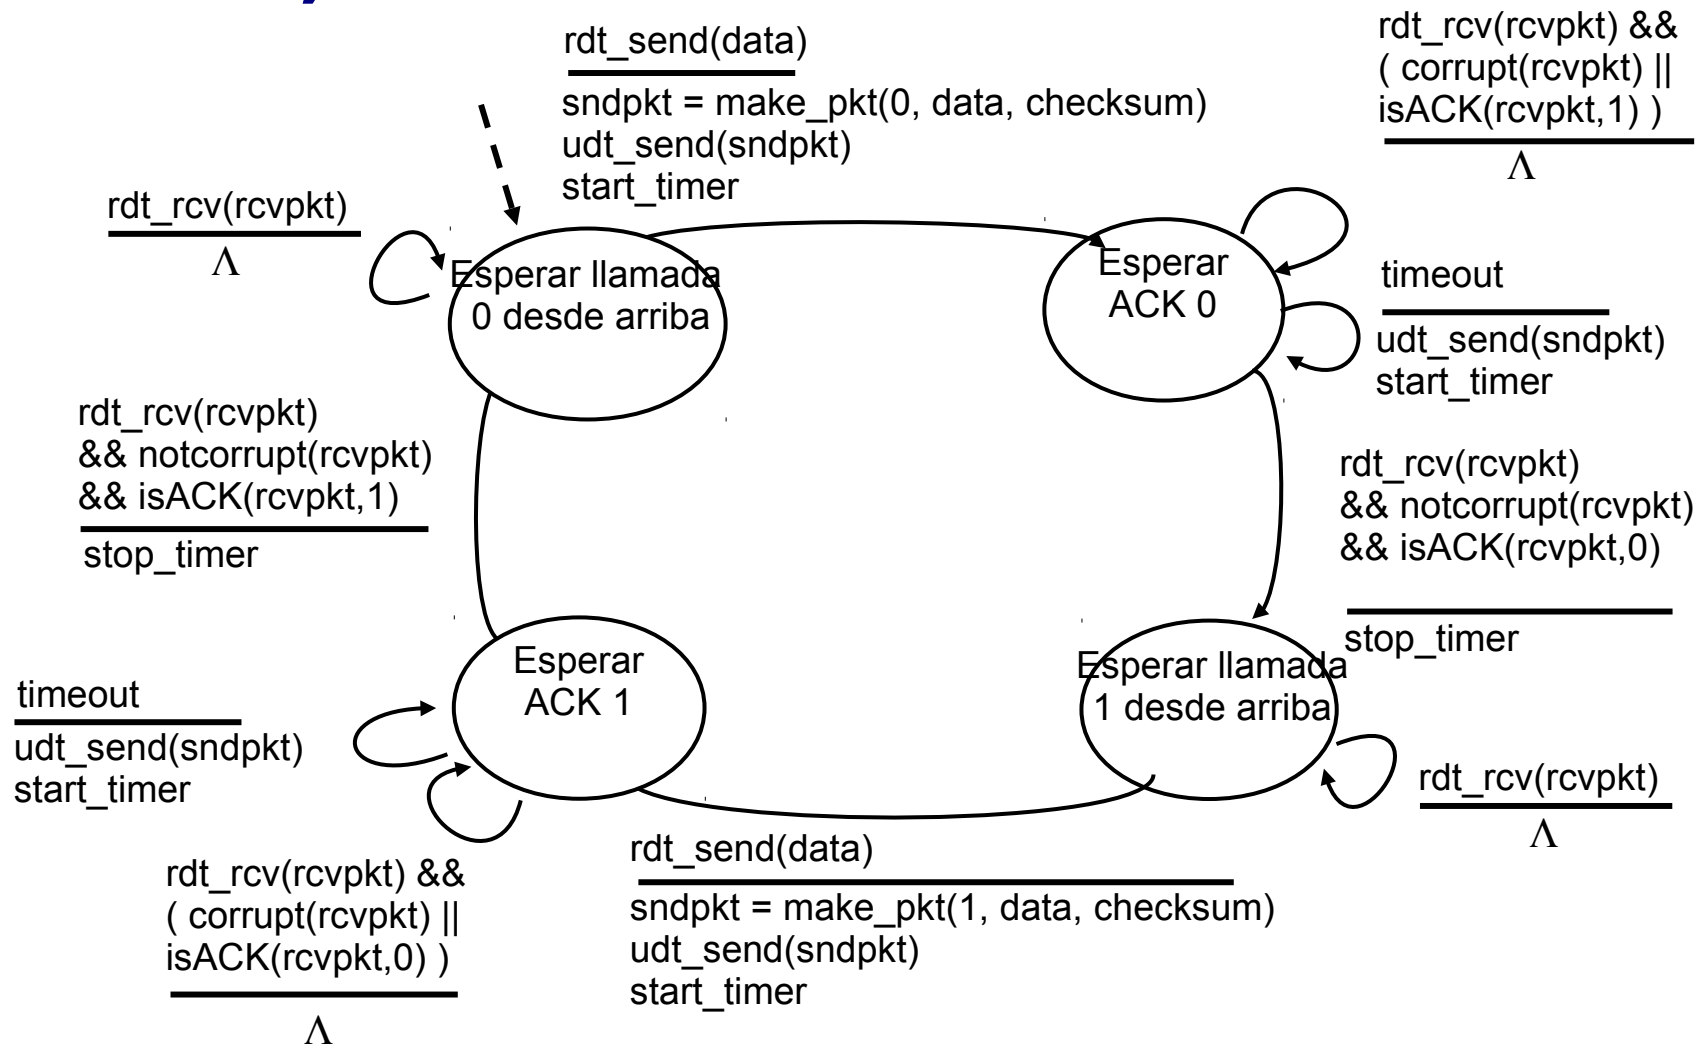 rdt_send(data)
sndpkt = make_pkt(0, data, checksum)
udt_send(sndpkt)
start_timer
rdt_rcv(rcvpkt) &&
( corrupt(rcvpkt) ||
isACK(rcvpkt,1) )
Λ
rdt_rcv(rcvpkt)
Λ
Esperar llamada
0 desde arriba
Esperar
ACK 0
timeout
udt_send(sndpkt)
start_timer
rdt_rcv(rcvpkt)
&& notcorrupt(rcvpkt)
&& isACK(rcvpkt,1)
stop_timer
rdt_rcv(rcvpkt)
&& notcorrupt(rcvpkt)
&& isACK(rcvpkt,0)
stop_timer
Esperar
ACK 1
Esperar llamada
1 desde arriba
timeout
udt_send(sndpkt)
start_timer
rdt_rcv(rcvpkt)
Λ
rdt_rcv(rcvpkt) &&
( corrupt(rcvpkt) ||
isACK(rcvpkt,0) )
Λ
rdt_send(data)
sndpkt = make_pkt(1, data, checksum)
udt_send(sndpkt)
start_timer